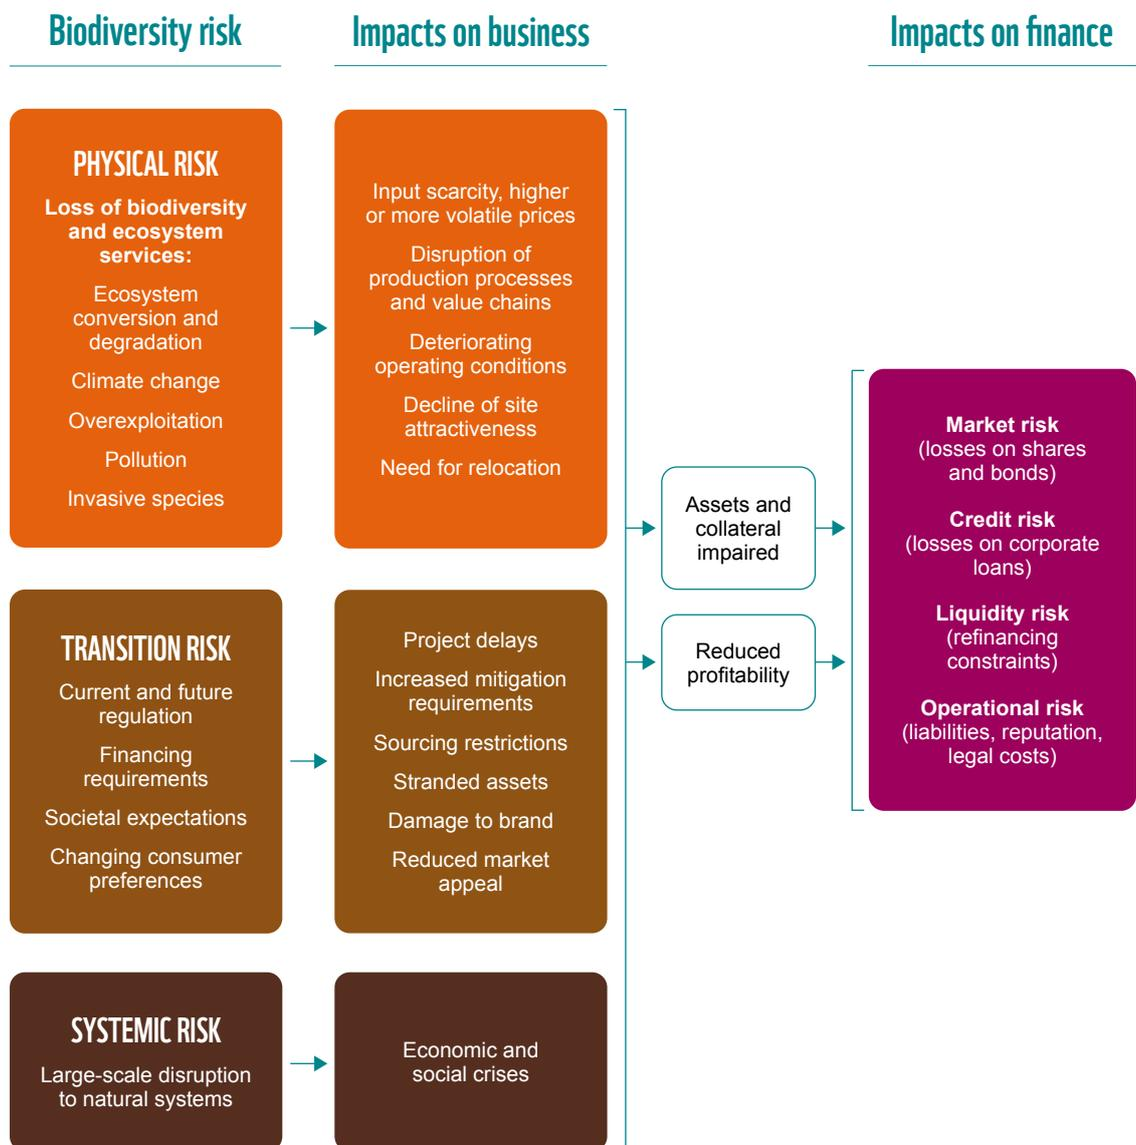 Biodiversity risk
Impacts on business
Impacts on finance
PHYSICAL RISK
Loss of biodiversity
and ecosystem
services:
Ecosystem
conversion and
degradation
Climate change
Overexploitation
Pollution
Invasive species
Input scarcity, higher
or more volatile prices
Disruption of
production processes
and value chains
Deteriorating
operating conditions
Decline of site
attractiveness
Need for relocation
TRANSITION RISK
Current and future
regulation
Financing
requirements
Societal expectations
Changing consumer
preferences
Project delays
Increased mitigation
requirements
Sourcing restrictions
Stranded assets
Damage to brand
Reduced market
appeal
SYSTEMIC RISK
Large-scale disruption
to natural systems
Economic and
social crises
Assets and
collateral
impaired
Reduced
profitability
Market risk
(losses on shares
and bonds)
Credit risk
(losses on corporate
loans)
Liquidity risk
(refinancing
constraints)
Operational risk
(liabilities, reputation,
legal costs)